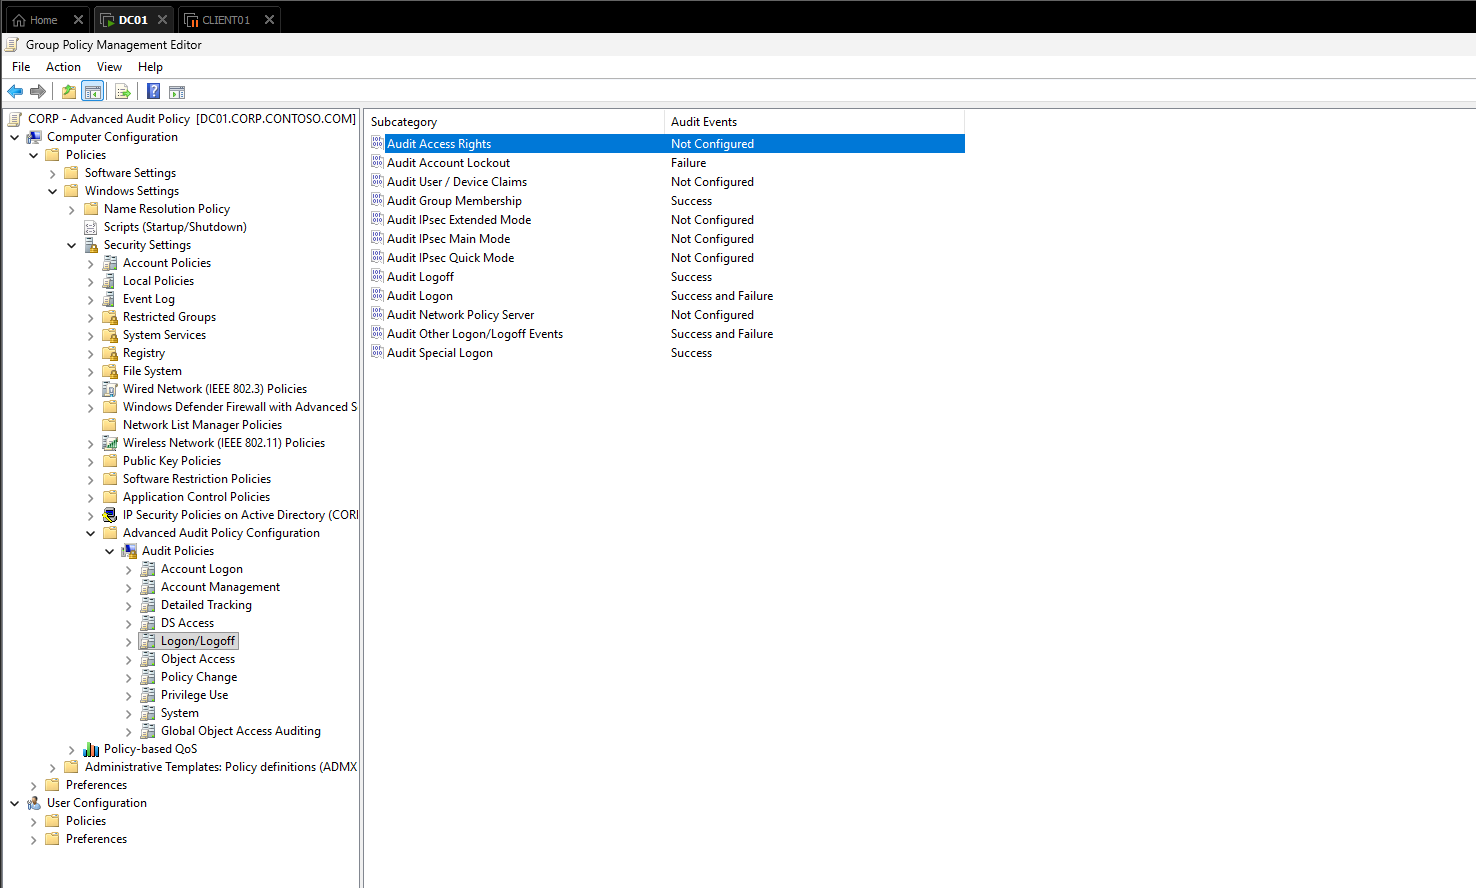 Home DC01 CLIENT01
Group Policy Management Editor
File Action View Help
CORP - Advanced Audit Policy [DC01.CORP.CONTOSO.COM]
Computer Configuration
Policies
Software Settings
Windows Settings
Name Resolution Policy
Scripts (Startup/Shutdown)
Security Settings
Account Policies
Local Policies
Event Log
Restricted Groups
System Services
Registry
File System
Wired Network (IEEE 802.3) Policies
Windows Defender Firewall with Advanced S
Network List Manager Policies
Wireless Network (IEEE 802.11) Policies
Public Key Policies
Software Restriction Policies
Application Control Policies
IP Security Policies on Active Directory (CORI
Advanced Audit Policy Configuration
Audit Policies
Account Logon
Account Management
Detailed Tracking
DS Access
Logon/Logoff
Object Access
Policy Change
Privilege Use
System
Global Object Access Auditing
Policy-based QoS
Administrative Templates: Policy definitions (ADMX
Preferences
User Configuration
Policies
Preferences
Subcategory Audit Events
Audit Access Rights Not Configured
Audit Account Lockout Failure
Audit User / Device Claims Not Configured
Audit Group Membership Success
Audit IPsec Extended Mode Not Configured
Audit IPsec Main Mode Not Configured
Audit IPsec Quick Mode Not Configured
Audit Logoff Success
Audit Logon Success and Failure
Audit Network Policy Server Not Configured
Audit Other Logon/Logoff Events Success and Failure
Audit Special Logon Success